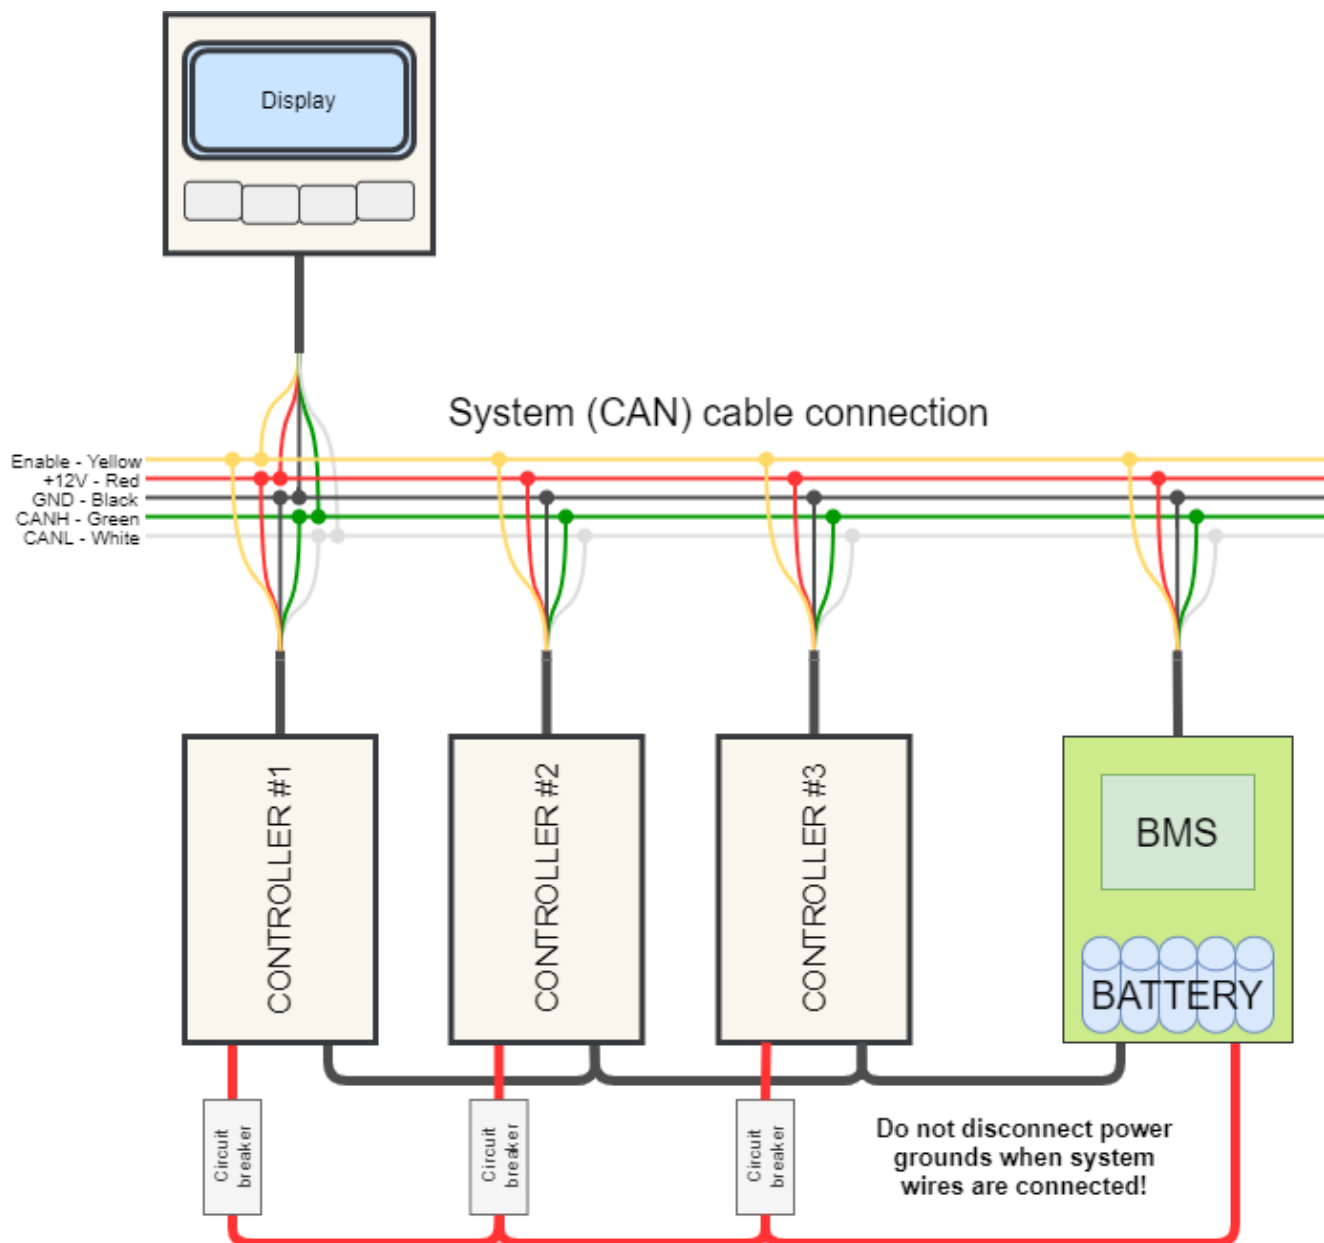 Display
System (CAN) cable connection
Enable - Yellow
+12V - Red
GND - Black
CANH - Green
CANL - White
CONTROLLER #1
CONTROLLER #2
CONTROLLER #3
BMS
BATTERY
Circuit
breaker
Circuit
breaker
Circuit
breaker
Do not disconnect power
grounds when system
wires are connected!